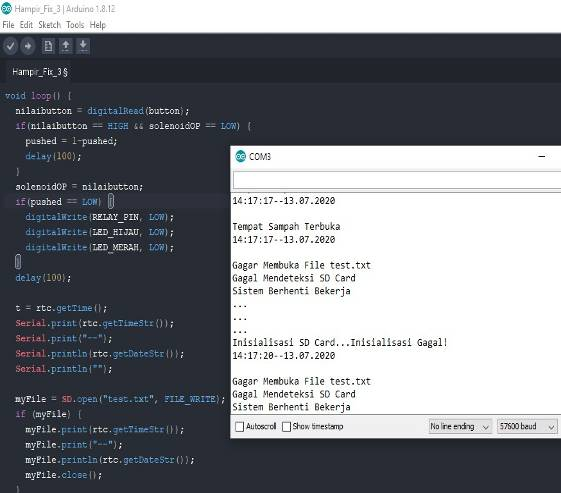 Hampir_Fix_3 | Arduino 1.8.12
File Edit Sketch Tools Help
Hampir_Fix_3 §
void loop() {
nilaibutton = digitalRead(button);
if(nilaibutton == HIGH && solenoidOP == LOW) {
pushed = 1-pushed;
delay(100);
}
solenoidOP = nilaibutton;
if(pushed == LOW) {
digitalWrite(RELAY_PIN, LOW);
digitalWrite(LED_HIJAU, LOW);
digitalWrite(LED_MERAH, LOW);
}
delay(100);
t = rtc.getTime();
Serial.print(rtc.getTimeStr());
Serial.print("--");
Serial.println(rtc.getDateStr());
Serial.println("");
myFile = SD.open("test.txt", FILE_WRITE);
if (myFile) {
myFile.print(rtc.getTimeStr());
myFile.print("--");
myFile.println(rtc.getDateStr());
myFile.close();
}
COM3
14:17:17--13.07.2020
Tempat Sampah Terbuka
14:17:17--13.07.2020
Gagar Membuka File test.txt
Gagal Mendeteksi SD Card
Sistem Berhenti Bekerja
...
...
...
Inisialisasi SD Card...Inisialisasi Gagal!
14:17:20--13.07.2020
Gagar Membuka File test.txt
Gagal Mendeteksi SD Card
Sistem Berhenti Bekerja
Autoscroll Show timestamp No line ending 57600 baud